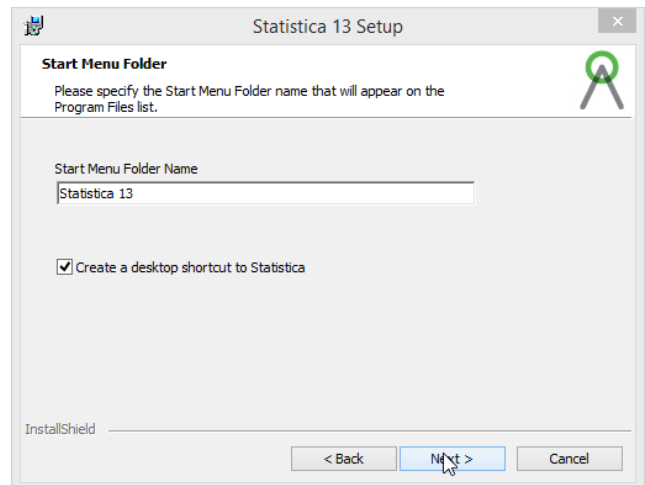 Statistica 13 Setup
Start Menu Folder
Please specify the Start Menu Folder name that will appear on the
Program Files list.
Start Menu Folder Name
Statistica 13
Create a desktop shortcut to Statistica
InstallShield
< Back
Next >
Cancel